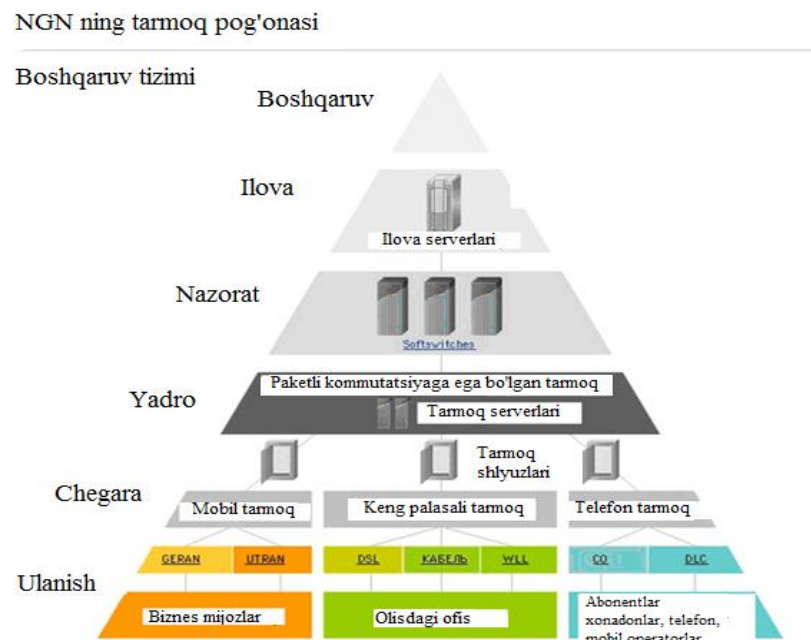 NGN ning tarmoq pog'onasi
Boshqaruv tizimi
Boshqaruv
Ilova
Ilova serverlari
Nazorat
Softswitches
Yadro
Paketli kommutatsiyaga ega bo'lgan tarmoq
Tarmoq serverlari
Tarmoq
shlyuzlari
Chegara
Mobil tarmoq
Keng palasali tarmoq
Telefon tarmoq
GERAN
UTRAN
DSL
КАБЕЛЬ
WLL
CO
DLC
Ulanish
Biznes mijozlar
Olisdagi ofis
Abonentlar
xonadonlar, telefon,
mobil operatorlar